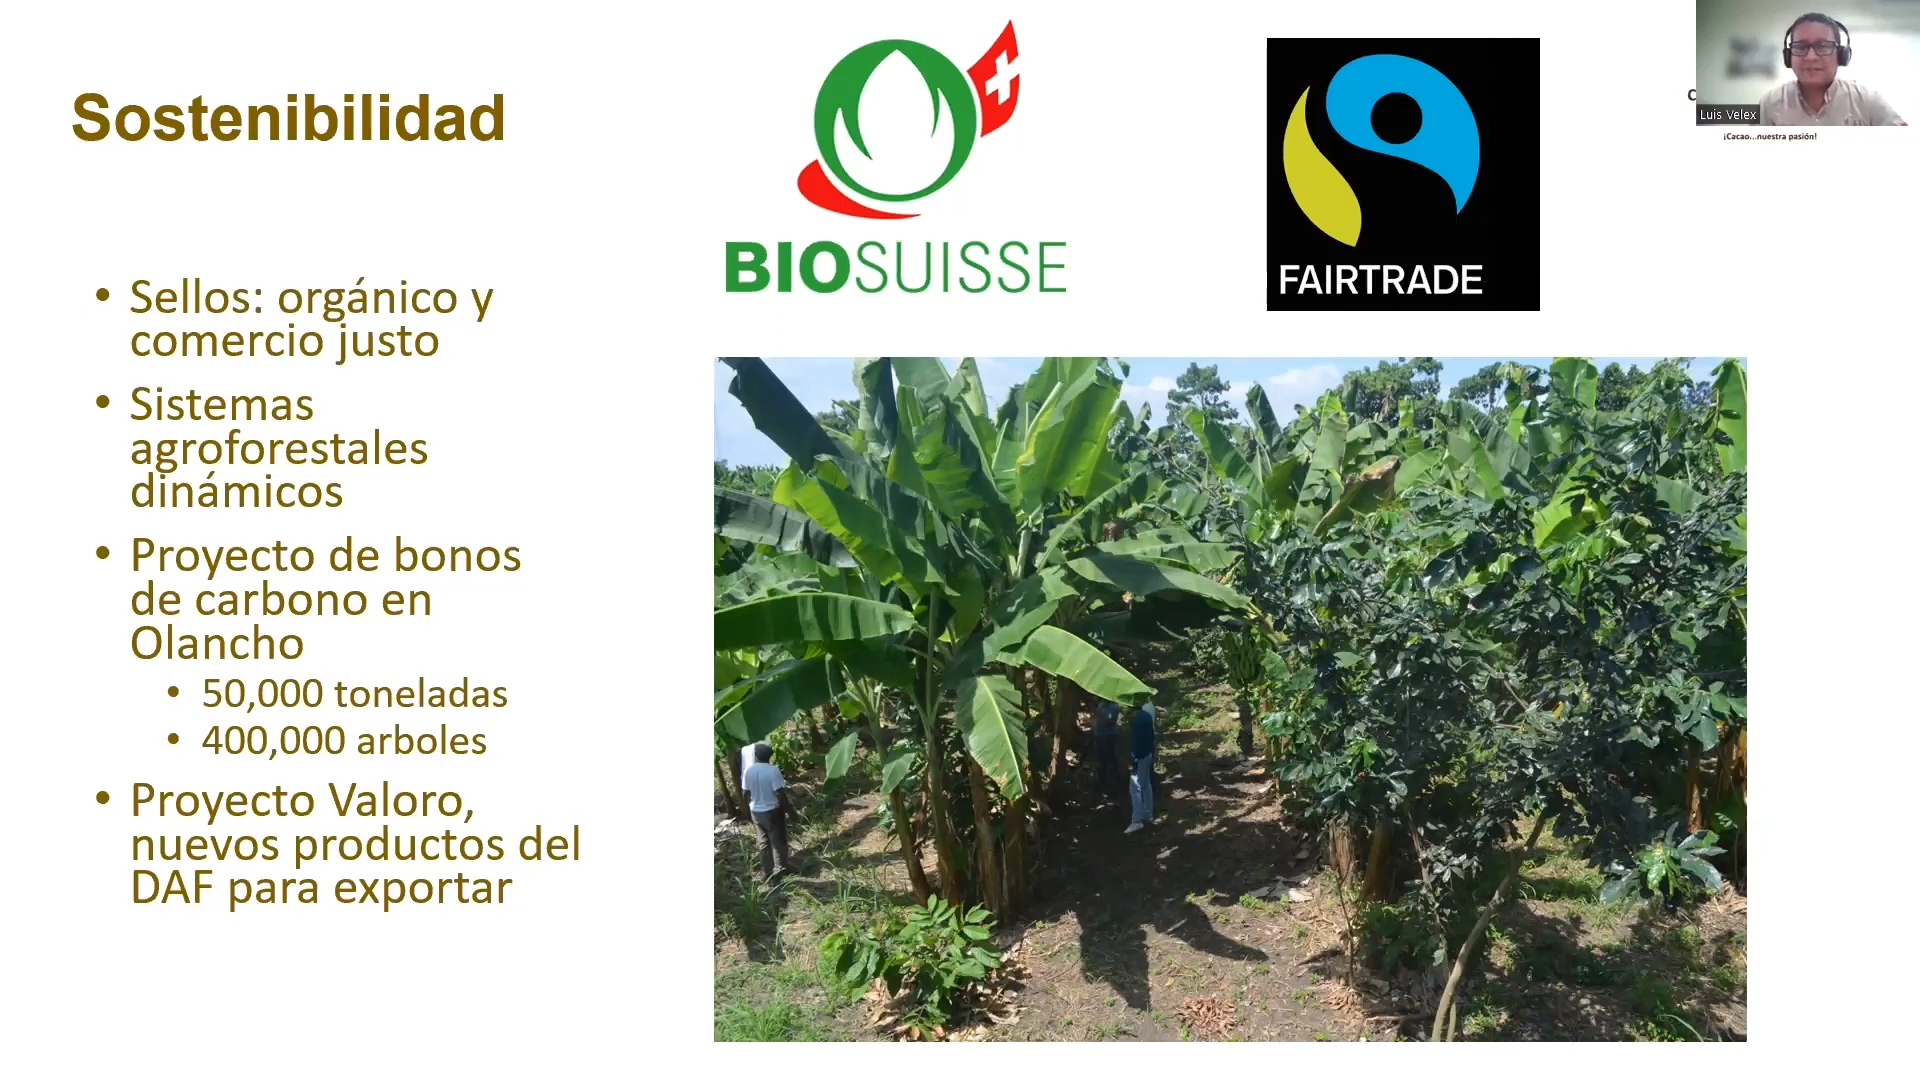 Sostenibilidad
• Sellos: orgánico y
comercio justo
• Sistemas
agroforestales
dinámicos
• Proyecto de bonos
de carbono en
Olancho
• 50,000 toneladas
• 400,000 arboles
• Proyecto Valoro,
nuevos productos del
DAF para exportar
BIOSUISSE
FAIRTRADE
Luis Velex
¡Cacao...nuestra pasión!